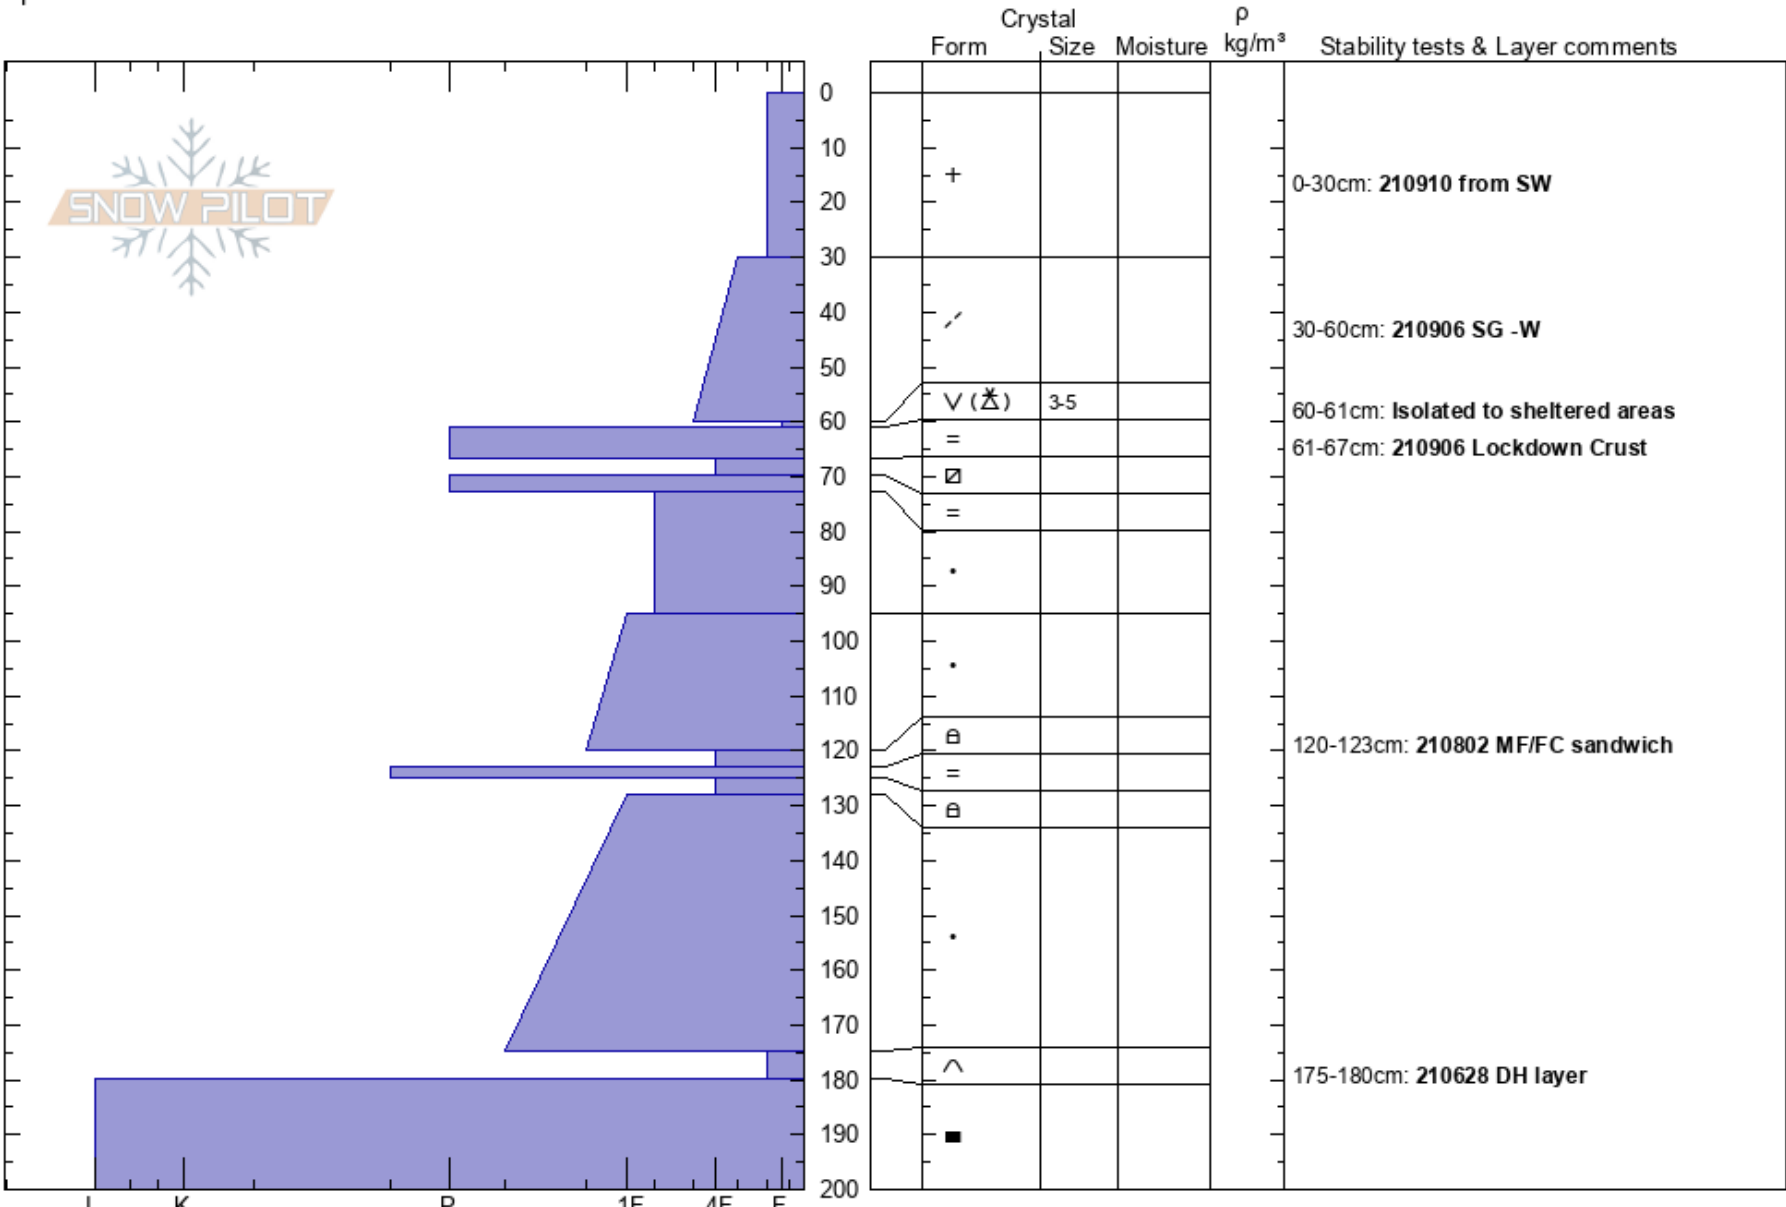 Crystal ρ
Form Size Moisture kg/m³ Stability tests & Layer comments
0
10
0-30cm: 210910 from SW
SNOW PILOT
20
30
30-60cm: 210906 SG -W
40
50
3-5
60-61cm: Isolated to sheltered areas
60
61-67cm: 210906 Lockdown Crust
70
80
90
100
110
120
120-123cm: 210802 MF/FC sandwich
130
140
150
160
170
175-180cm: 210628 DH layer
180
190
200
I K P 1F 4F F